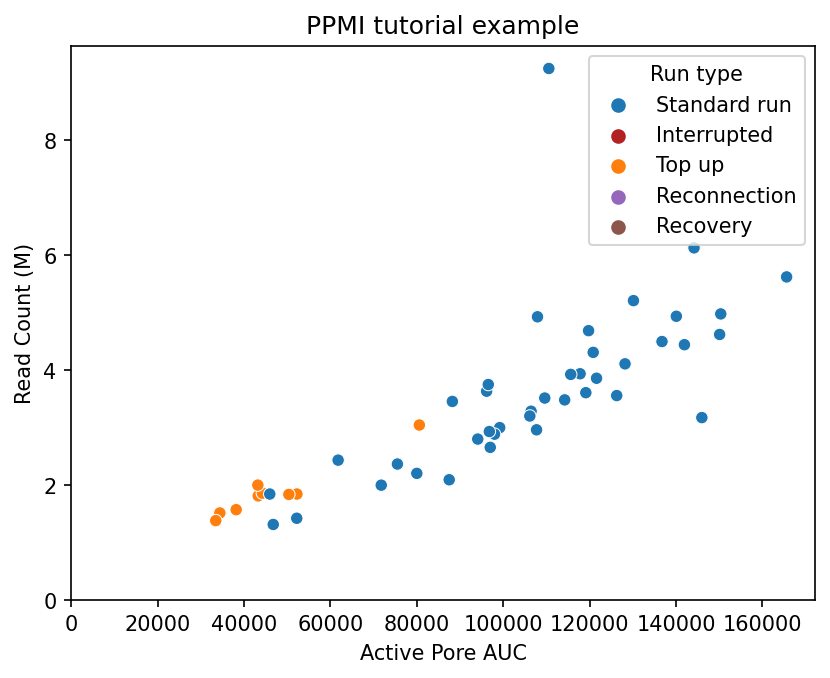 PPMI tutorial example
Run type
Standard run
Interrupted
Top up
Reconnection
Recovery
8
6
4
2
0
Read Count (M)
0 20000 40000 60000 80000 100000 120000 140000 160000
Active Pore AUC